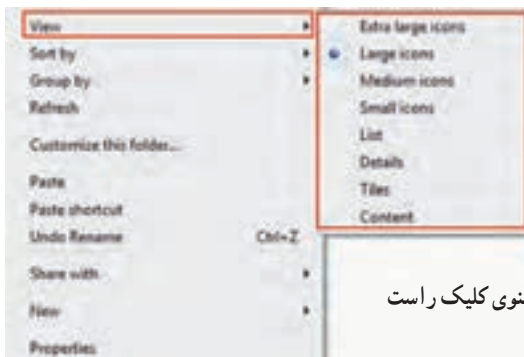 View
Sort by
Group by
Refresh
Customize this folder...
Paste
Paste shortcut
Undo Rename Ctrl+Z
Share with
New
Properties
Extra large icons
Large icons
Medium icons
Small icons
List
Details
Tiles
Content
کلیک راست